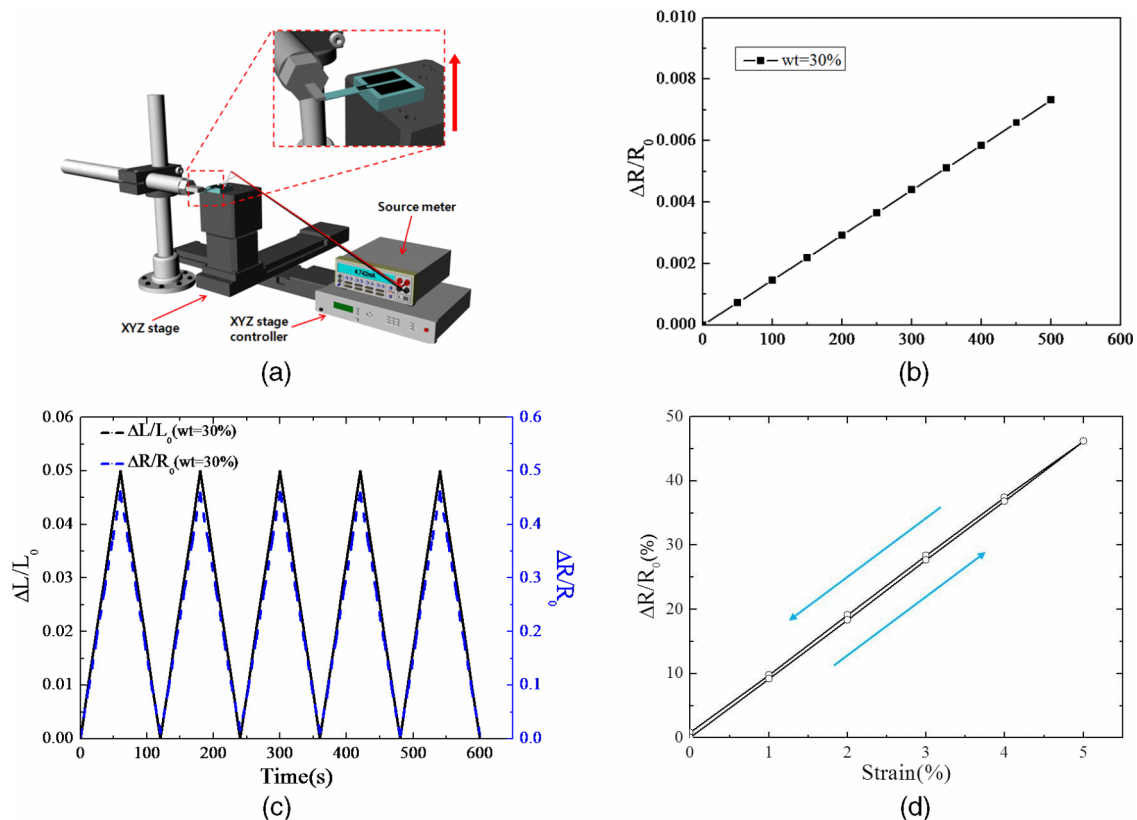 Source meter
4.742mA
XYZ stage
XYZ stage
controller
(a)
0.010
0.008
0.006
0.004
0.002
0.000
ΔR/R₀
wt=30%
0 100 200 300 400 500 600
(b)
0.06
0.05
0.04
0.03
0.02
0.01
0.00
ΔL/L₀
ΔL/L₀(wt=30%)
ΔR/R₀(wt=30%)
0.6
0.5
0.4
0.3
0.2
0.1
0.0
ΔR/R₀
0 100 200 300 400 500 600
Time(s)
(c)
50
40
30
20
10
0
ΔR/R₀(%)
0 1 2 3 4 5
Strain(%)
(d)